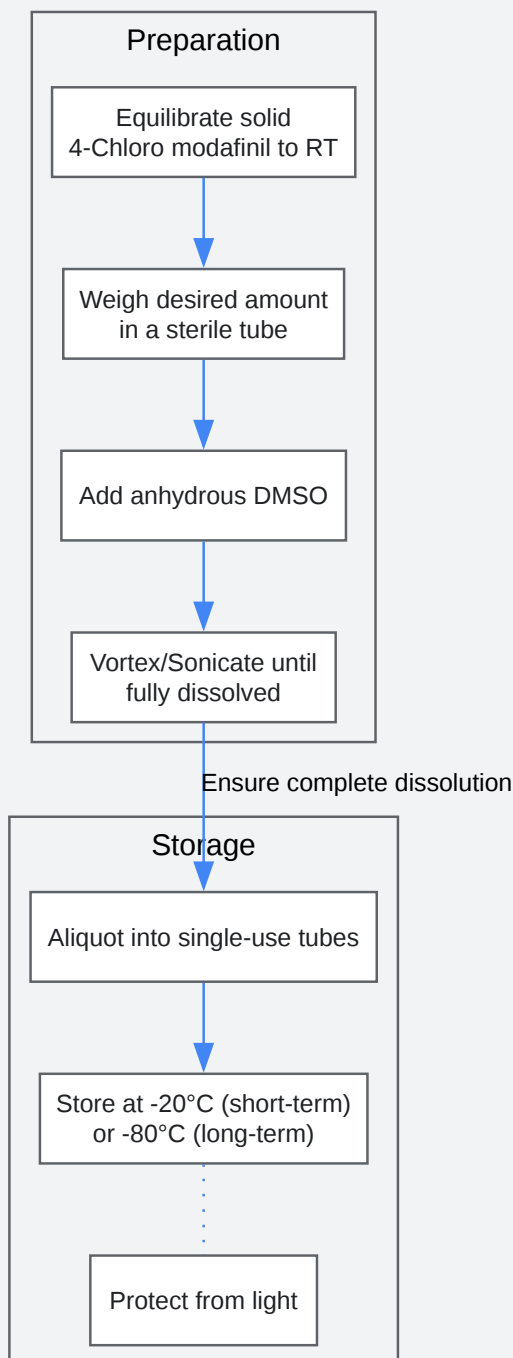 Preparation
Equilibrate solid
4-Chloro modafinil to RT
Weigh desired amount
in a sterile tube
Add anhydrous DMSO
Vortex/Sonicate until
fully dissolved
Ensure complete dissolution
Storage
Aliquot into single-use tubes
Store at -20°C (short-term)
or -80°C (long-term)
Protect from light